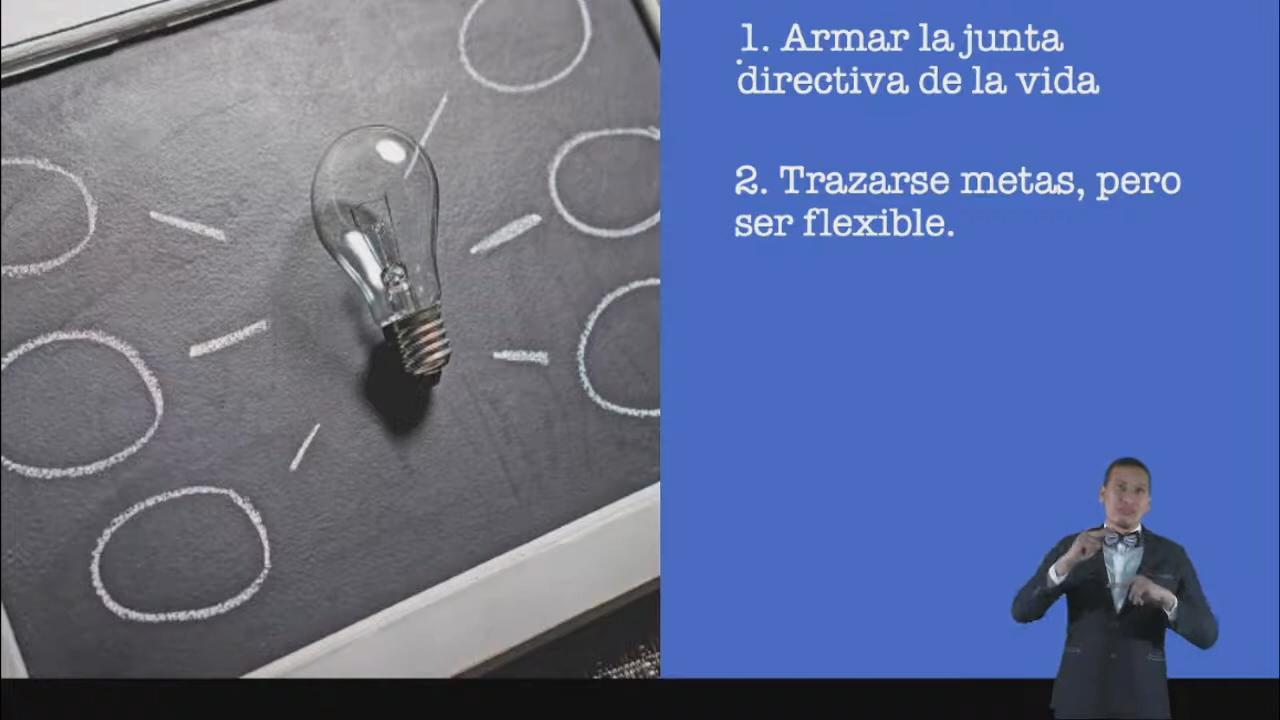 1. Armar la junta
directiva de la vida
2. Trazarse metas, pero
ser flexible.